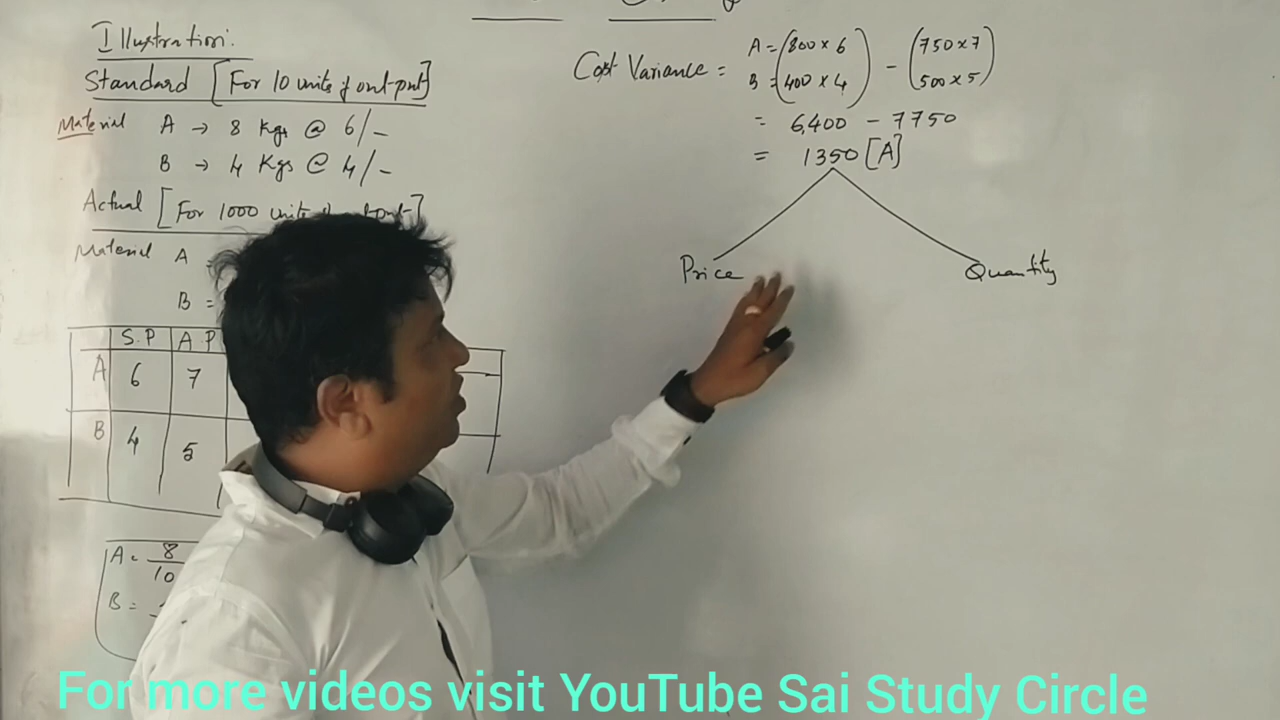 Illustration:
Standard [For 10 units of out-put]
Material A → 8 Kgs @ 6/-
B → 4 Kgs @ 4/-
Actual [For 1000 units
Material A =
B =
S.P A.P
A 6 7
B 4 5
A = 8
10
B =
Cost Variance = A = (800 × 6) - (750 × 7)
B = (400 × 4) (500 × 5)
= 6,400 - 7750
= 1350 [A]
Price Quantity
For more videos visit YouTube Sai Study Circle